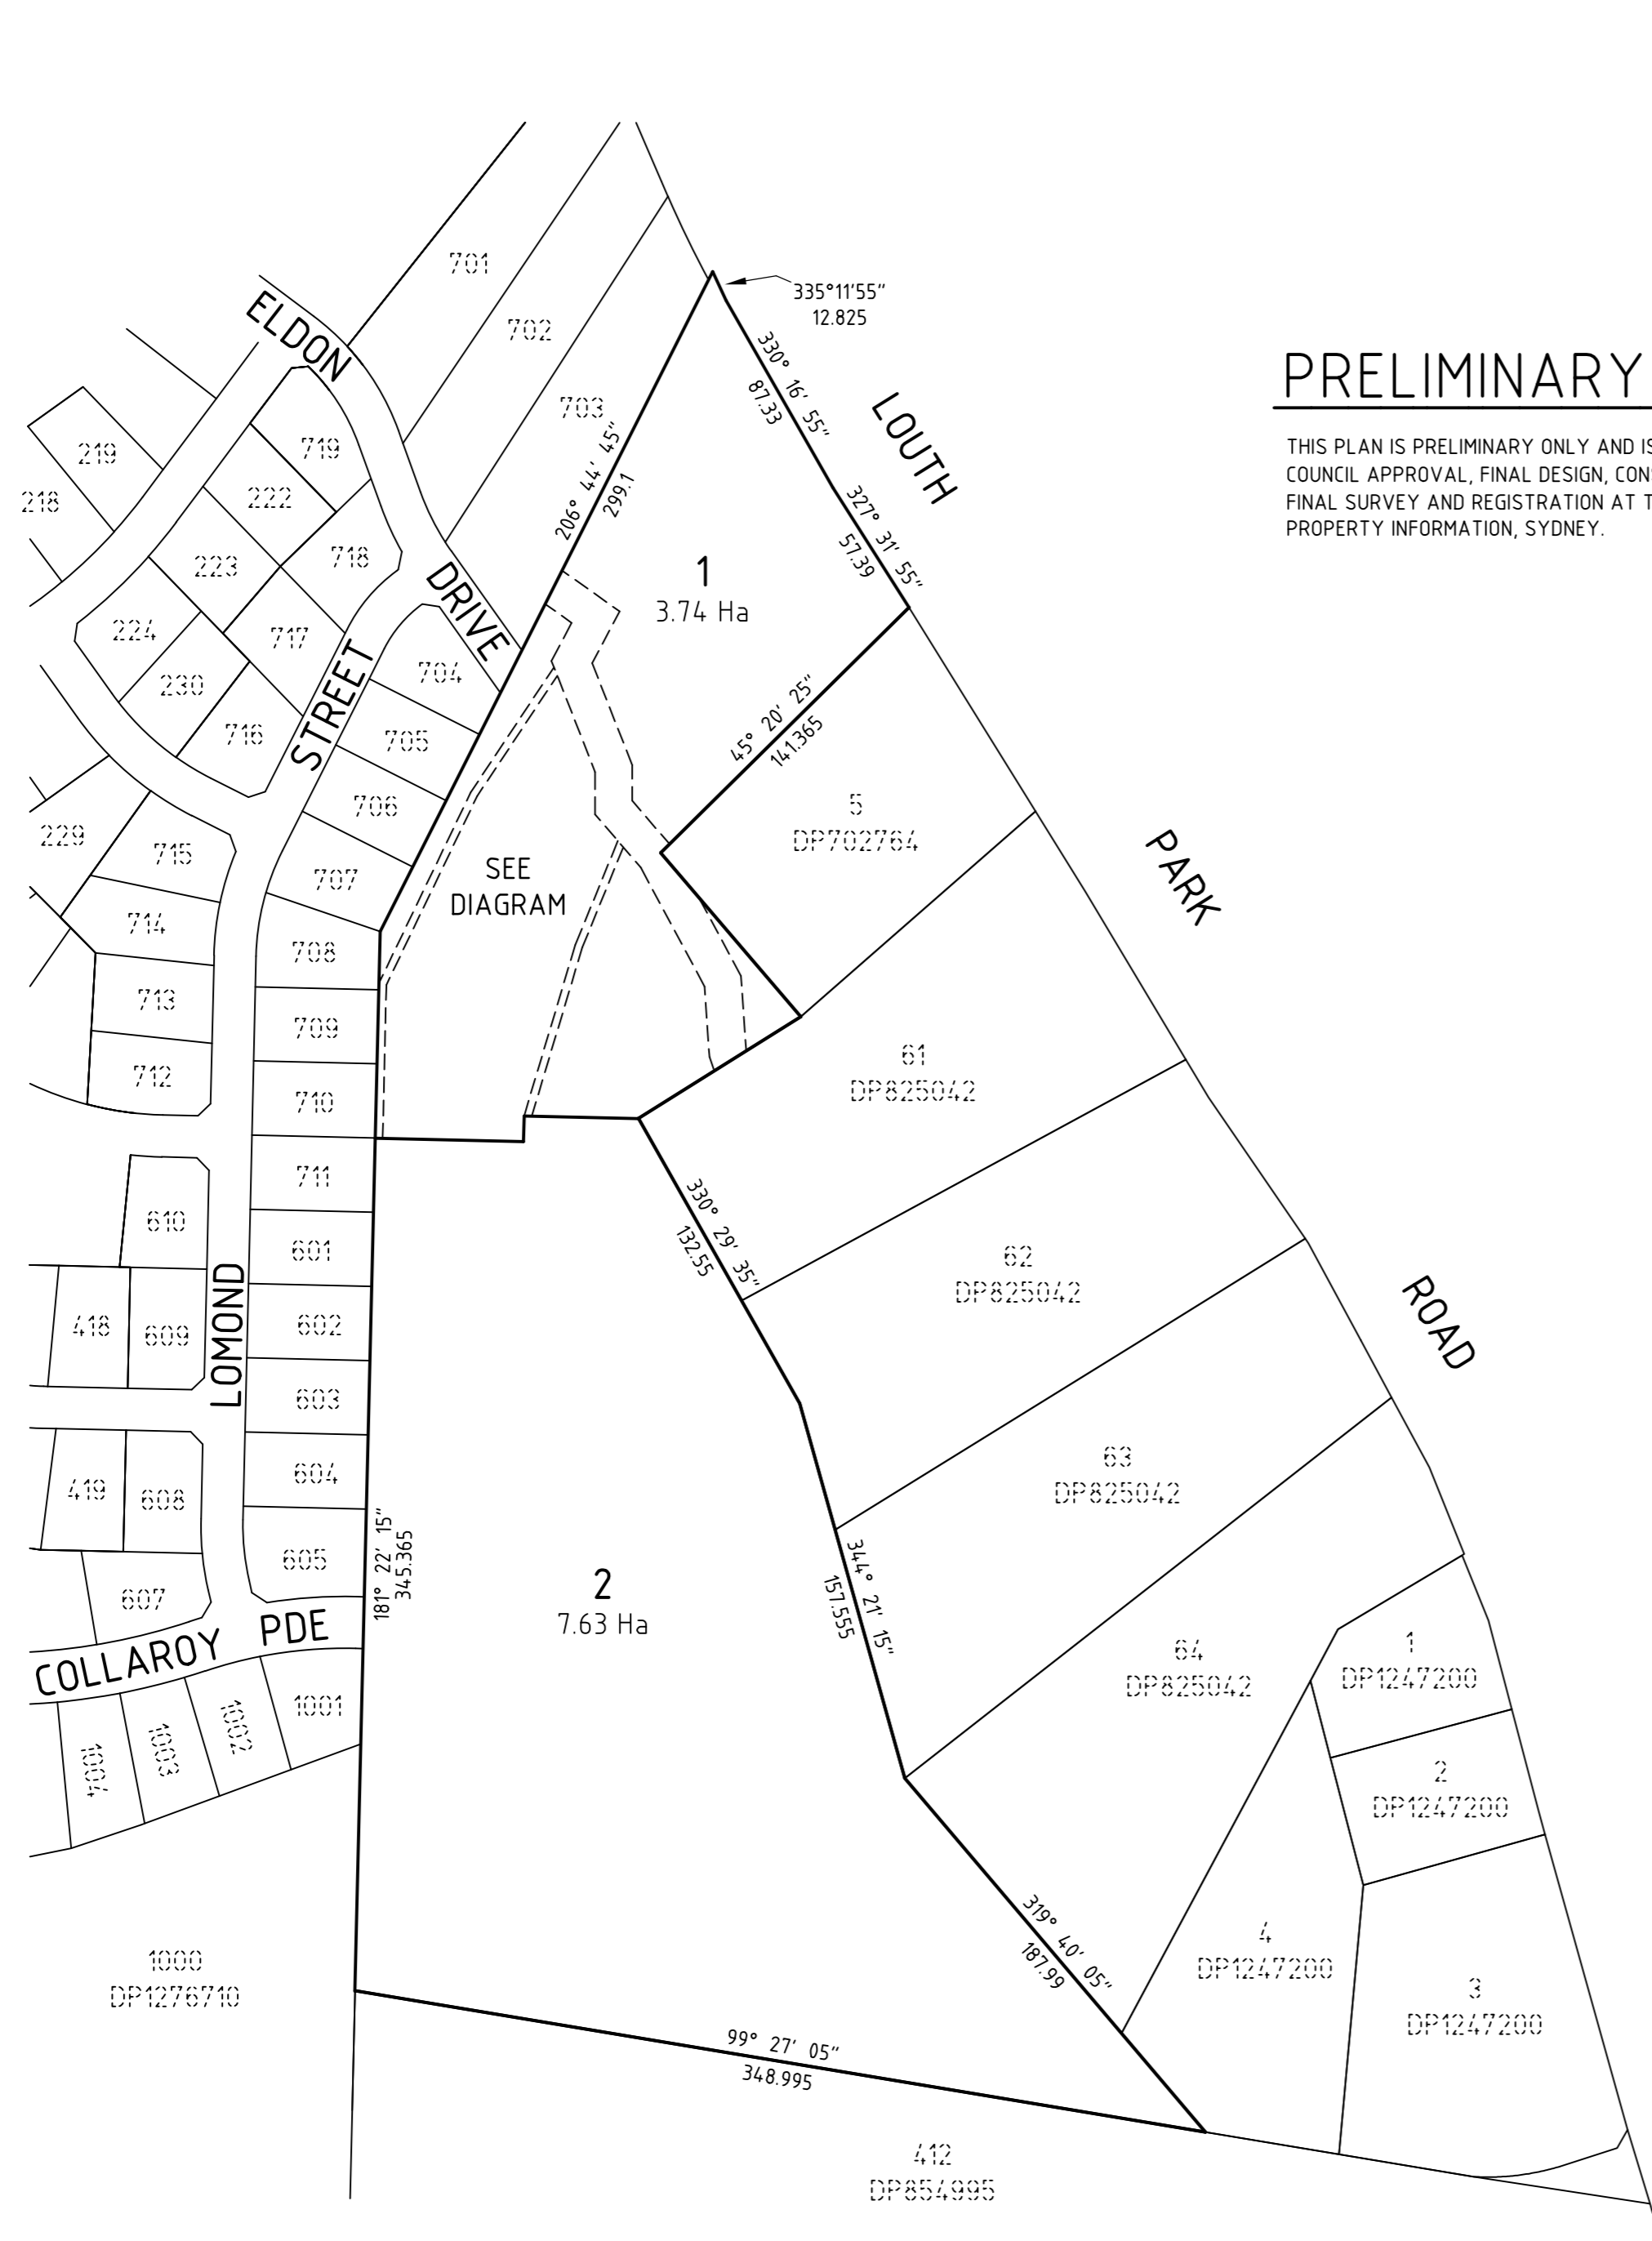 701
ELDON
702
335°11'55"
12.825
703
330° 16' 55"
87.33
LOUTH
PRELIMINARY
THIS PLAN IS PRELIMINARY ONLY AND
COUNCIL APPROVAL, FINAL DESIGN,
FINAL SURVEY AND REGISTRATION AT
PROPERTY INFORMATION, SYDNEY.
219
719
218
222
206° 44' 45"
299.1
327° 31' 55"
57.39
223
718
DRIVE
1
3.74 Ha
224
717
230
704
STREET
716
705
45° 20' 25"
141.365
229
706
5
DP702764
715
707
SEE
DIAGRAM
PARK
714
708
713
709
61
DP825042
712
710
711
330° 29' 35"
132.55
610
601
62
DP825042
ROAD
418
609
LOMOND
602
603
419
608
604
63
DP825042
181° 22' 15"
345.365
605
607
2
7.63 Ha
344° 21' 15"
157.555
COLLAROY PDE
64
DP825042
1
DP1247200
1004
1003
1002
1001
2
DP1247200
319° 40' 05"
187.99
4
DP1247200
1000
DP1276710
3
DP1247200
99° 27' 05"
348.995
412
DP854995